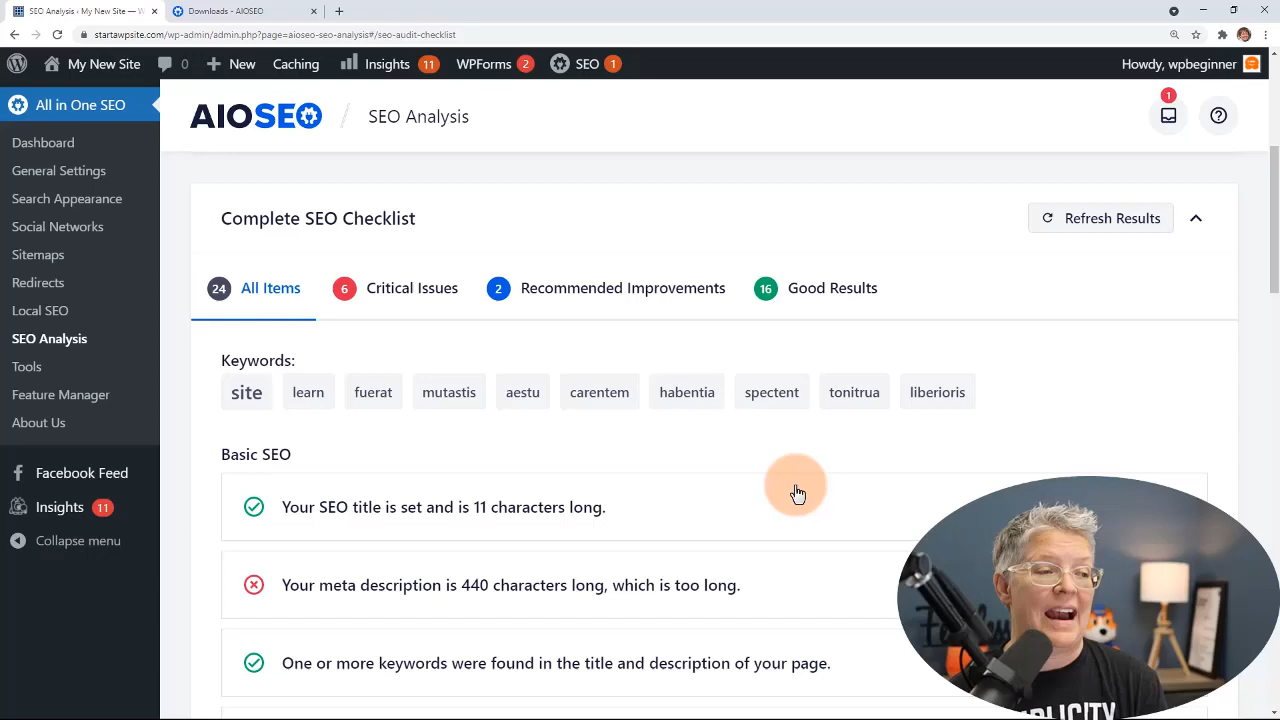 SEO Analysis ‹ My New Site — W
Downloads - AIOSEO
startawpsite.com/wp-admin/admin.php?page=aioseo-seo-analysis#/seo-audit-checklist
My New Site
0
New
Caching
Insights
11
WPForms
2
SEO
1
Howdy, wpbeginner
All in One SEO
Dashboard
General Settings
Search Appearance
Social Networks
Sitemaps
Redirects
Local SEO
SEO Analysis
Tools
Feature Manager
About Us
Facebook Feed
Insights
11
Collapse menu
AIOSEO / SEO Analysis
1
Complete SEO Checklist
Refresh Results
24 All Items
6 Critical Issues
2 Recommended Improvements
16 Good Results
Keywords:
site learn fuerat mutastis aestu carentem habentia spectent tonitrua liberioris
Basic SEO
Your SEO title is set and is 11 characters long.
Your meta description is 440 characters long, which is too long.
One or more keywords were found in the title and description of your page.